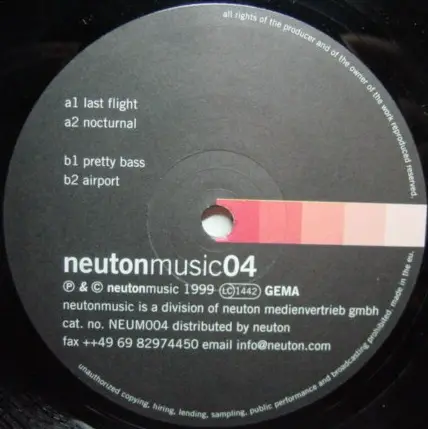 all rights of the producer and of the owner of the work reproduced reserved.
a1 last flight
a2 nocturnal
b1 pretty bass
b2 airport
neutonmusic04
℗ & © neutonmusic 1999 LC 1442 GEMA
neutonmusic is a division of neuton medienvertrieb gmbh
cat. no. NEUM004 distributed by neuton
fax ++49 69 82974450 email info@neuton.com
unauthorized copying, hiring, lending, sampling, public performance and broadcasting prohibited. made in the eu.